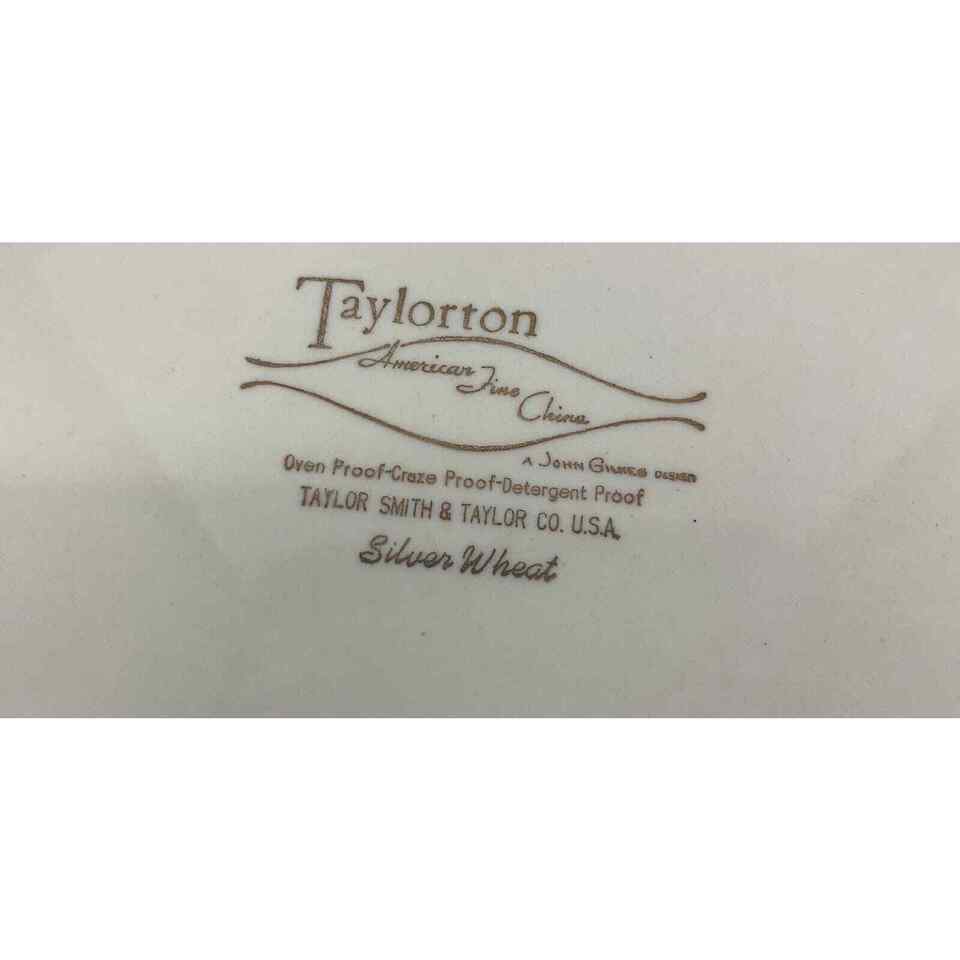 Taylorton
American Fine China
A JOHN GILKES DESIGN
Oven Proof-Craze Proof-Detergent Proof
TAYLOR SMITH & TAYLOR CO. U.S.A.
Silver Wheat